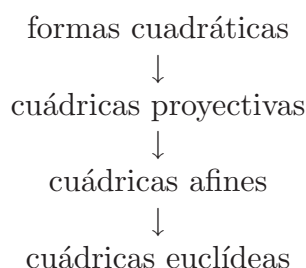 formas cuadráticas
↓
cuádricas proyectivas
↓
cuádricas afines
↓
cuádricas euclídeas